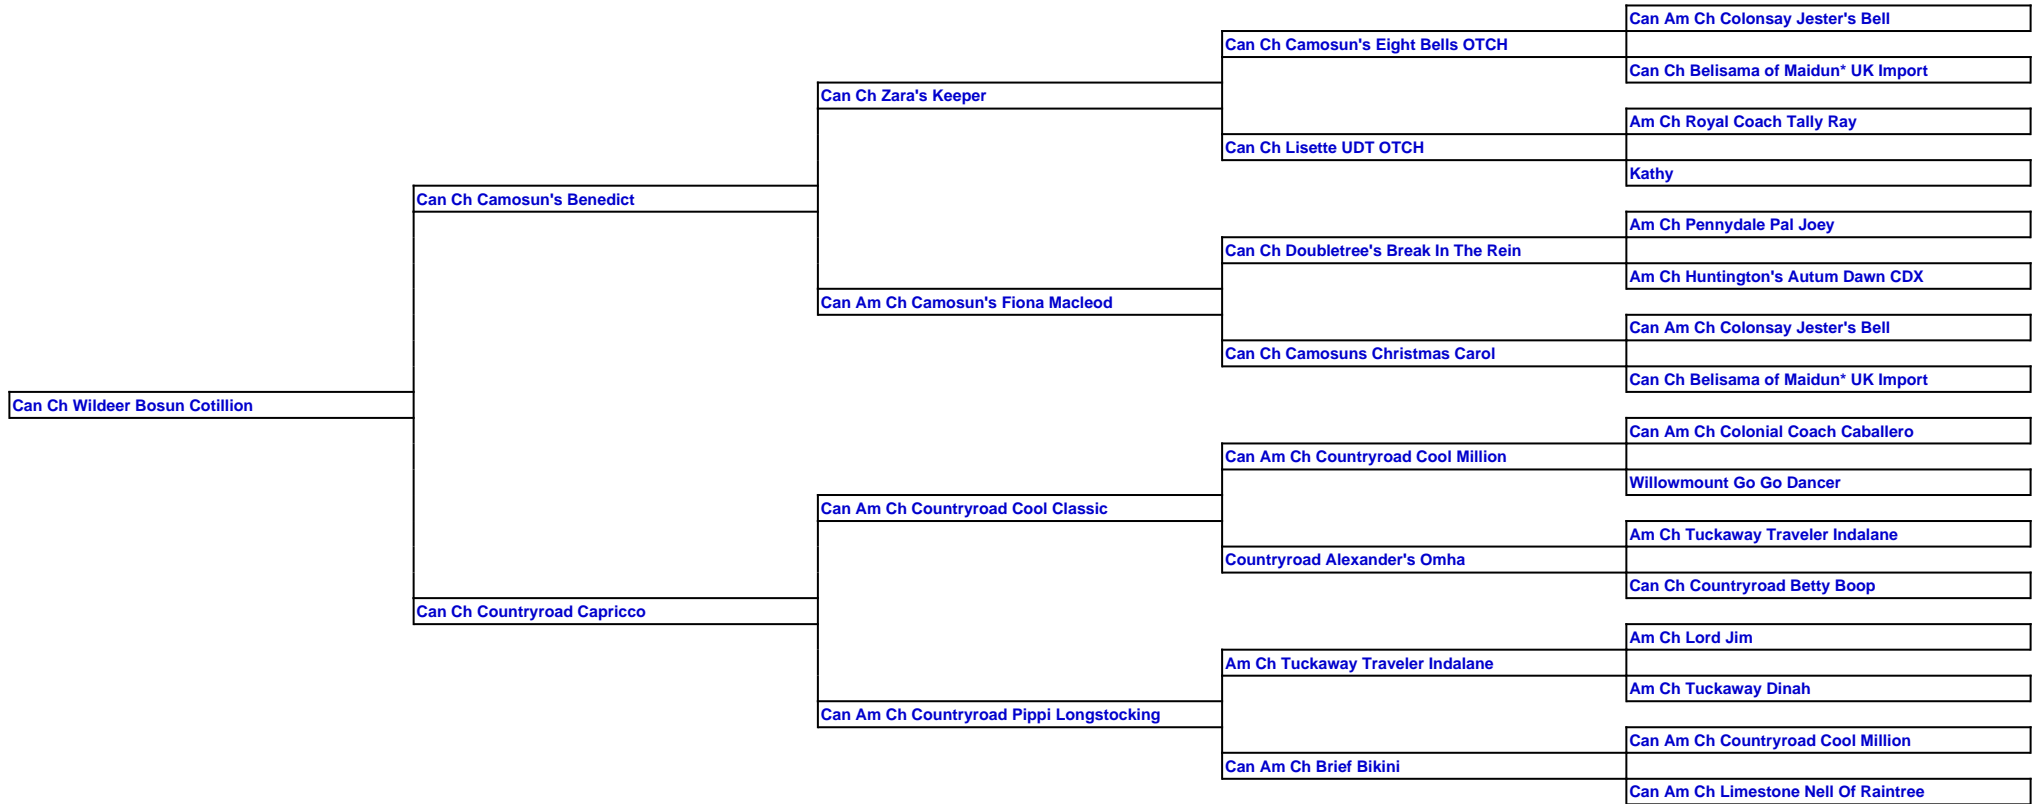 Can Am Ch Colonsay Jester's Bell
Can Ch Camosun's Eight Bells OTCH
Can Ch Belisama of Maidun* UK Import
Can Ch Zara's Keeper
Am Ch Royal Coach Tally Ray
Can Ch Lisette UDT OTCH
Kathy
Can Ch Camosun's Benedict
Am Ch Pennydale Pal Joey
Can Ch Doubletree's Break In The Rein
Am Ch Huntington's Autum Dawn CDX
Can Am Ch Camosun's Fiona Macleod
Can Am Ch Colonsay Jester's Bell
Can Ch Camosuns Christmas Carol
Can Ch Belisama of Maidun* UK Import
Can Ch Wildeer Bosun Cotillion
Can Am Ch Colonial Coach Caballero
Can Am Ch Countryroad Cool Million
Willowmount Go Go Dancer
Can Am Ch Countryroad Cool Classic
Am Ch Tuckaway Traveler Indalane
Countryroad Alexander's Omha
Can Ch Countryroad Betty Boop
Can Ch Countryroad Capricco
Am Ch Lord Jim
Am Ch Tuckaway Traveler Indalane
Am Ch Tuckaway Dinah
Can Am Ch Countryroad Pippi Longstocking
Can Am Ch Countryroad Cool Million
Can Am Ch Brief Bikini
Can Am Ch Limestone Nell Of Raintree